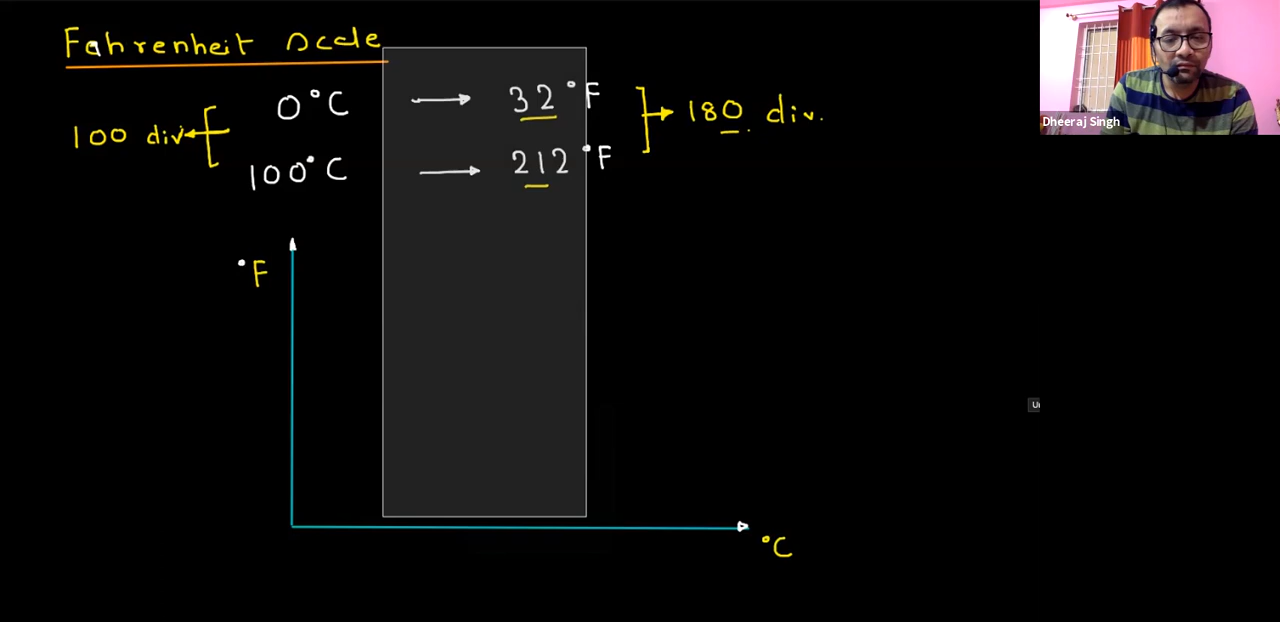 Fahrenheit scale
0°C → 32°F
100 div
180 div.
100°C → 212°F
°F
°C
Dheeraj Singh